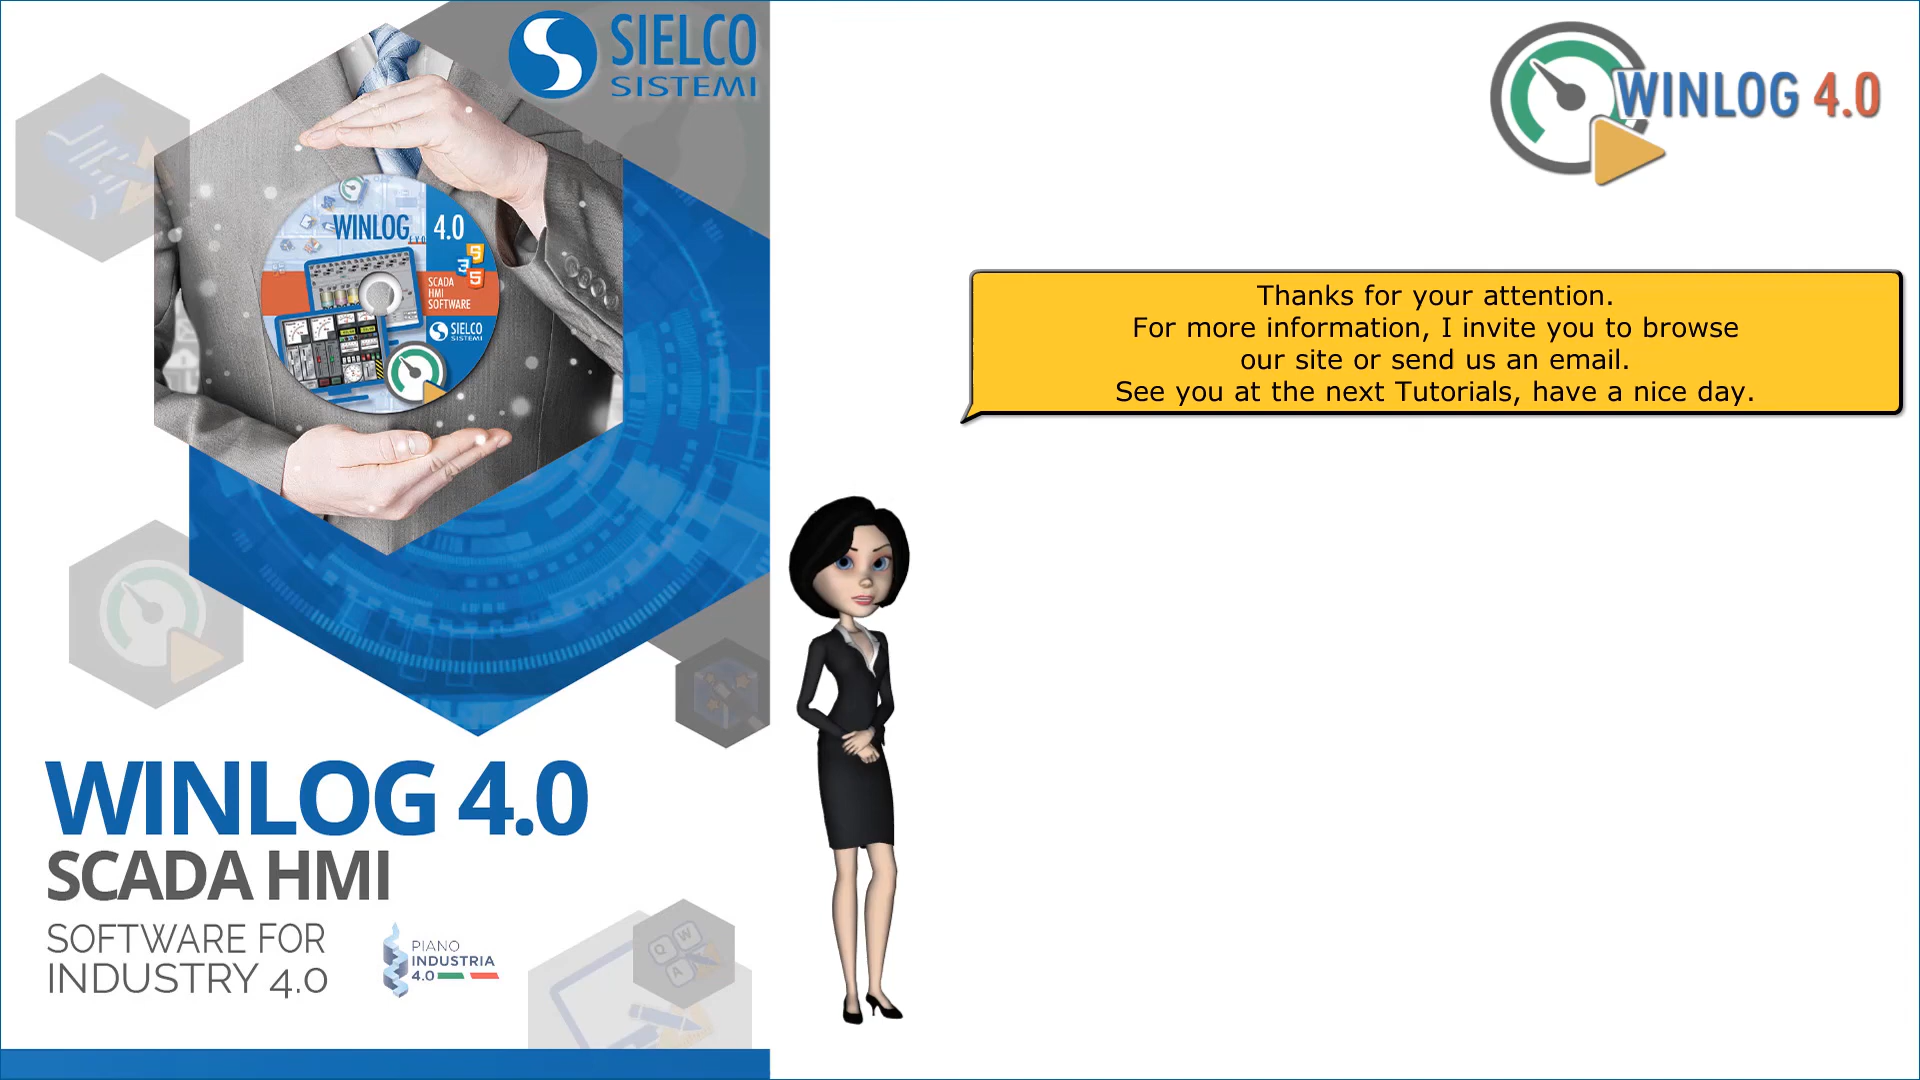 SIELCO
SISTEMI
WINLOG 4.0
WINLOG 4.0
EVO
SCADA
HMI
SOFTWARE
SIELCO
SISTEMI
Thanks for your attention.
For more information, I invite you to browse
our site or send us an email.
See you at the next Tutorials, have a nice day.
WINLOG 4.0
SCADA HMI
SOFTWARE FOR
INDUSTRY 4.0
PIANO
INDUSTRIA
4.0
Q W
A